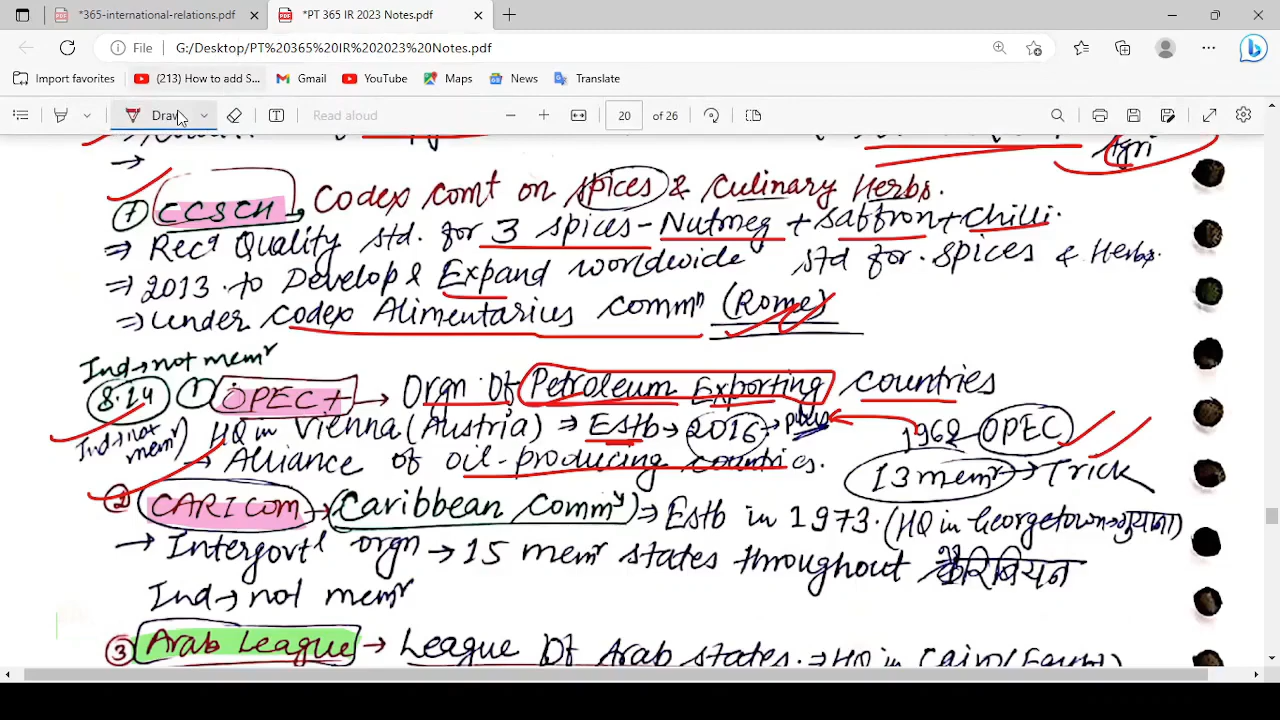 *365-international-relations.pdf
*PT 365 IR 2023 Notes.pdf
File G:/Desktop/PT%20365%20IR%202023%20Notes.pdf
Import favorites (213) How to add S... Gmail YouTube Maps News Translate
Draw Read aloud 20 of 26
Agri
→
① CCSCH → Codex Comt on Spices & Culinary Herbs.
⇒ Recd Quality std. for 3 spices - Nutmeg + Saffron + Chilli.
⇒ 2013. to Develop & Expand worldwide std for. spices & Herbs.
⇒ Under Codex Alimentarius Commn (Rome)
Ind → not memr
8.14 ① OPEC+ → Orgn Of Petroleum Exporting Countries
Ind → not memr) HQ in Vienna (Austria) ⇒ Estb → 2016 → plus 1962 OPEC
→ Alliance of oil-producing countries. 13 memr → Trick
② CARICOM → (Caribbean Commy) ⇒ Estb in 1973. (HQ in Georgetown → गुयाना)
→ Intergovtl orgn → 15 memr states throughout कैरिबियन
Ind → not memr
③ Arab League → League Of Arab states. ⇒ HQ in Cairo (Egypt)